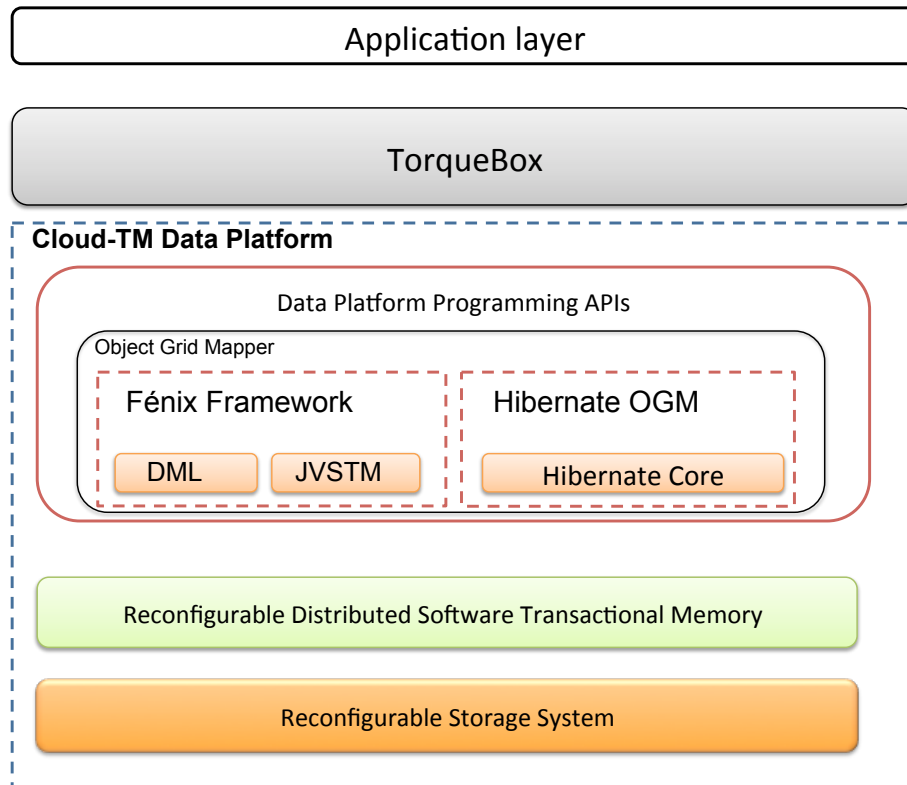 Application layer
TorqueBox
Cloud-TM Data Platform
Data Platform Programming APIs
Object Grid Mapper
Fénix Framework
Hibernate OGM
DML
JVSTM
Hibernate Core
Reconfigurable Distributed Software Transactional Memory
Reconfigurable Storage System